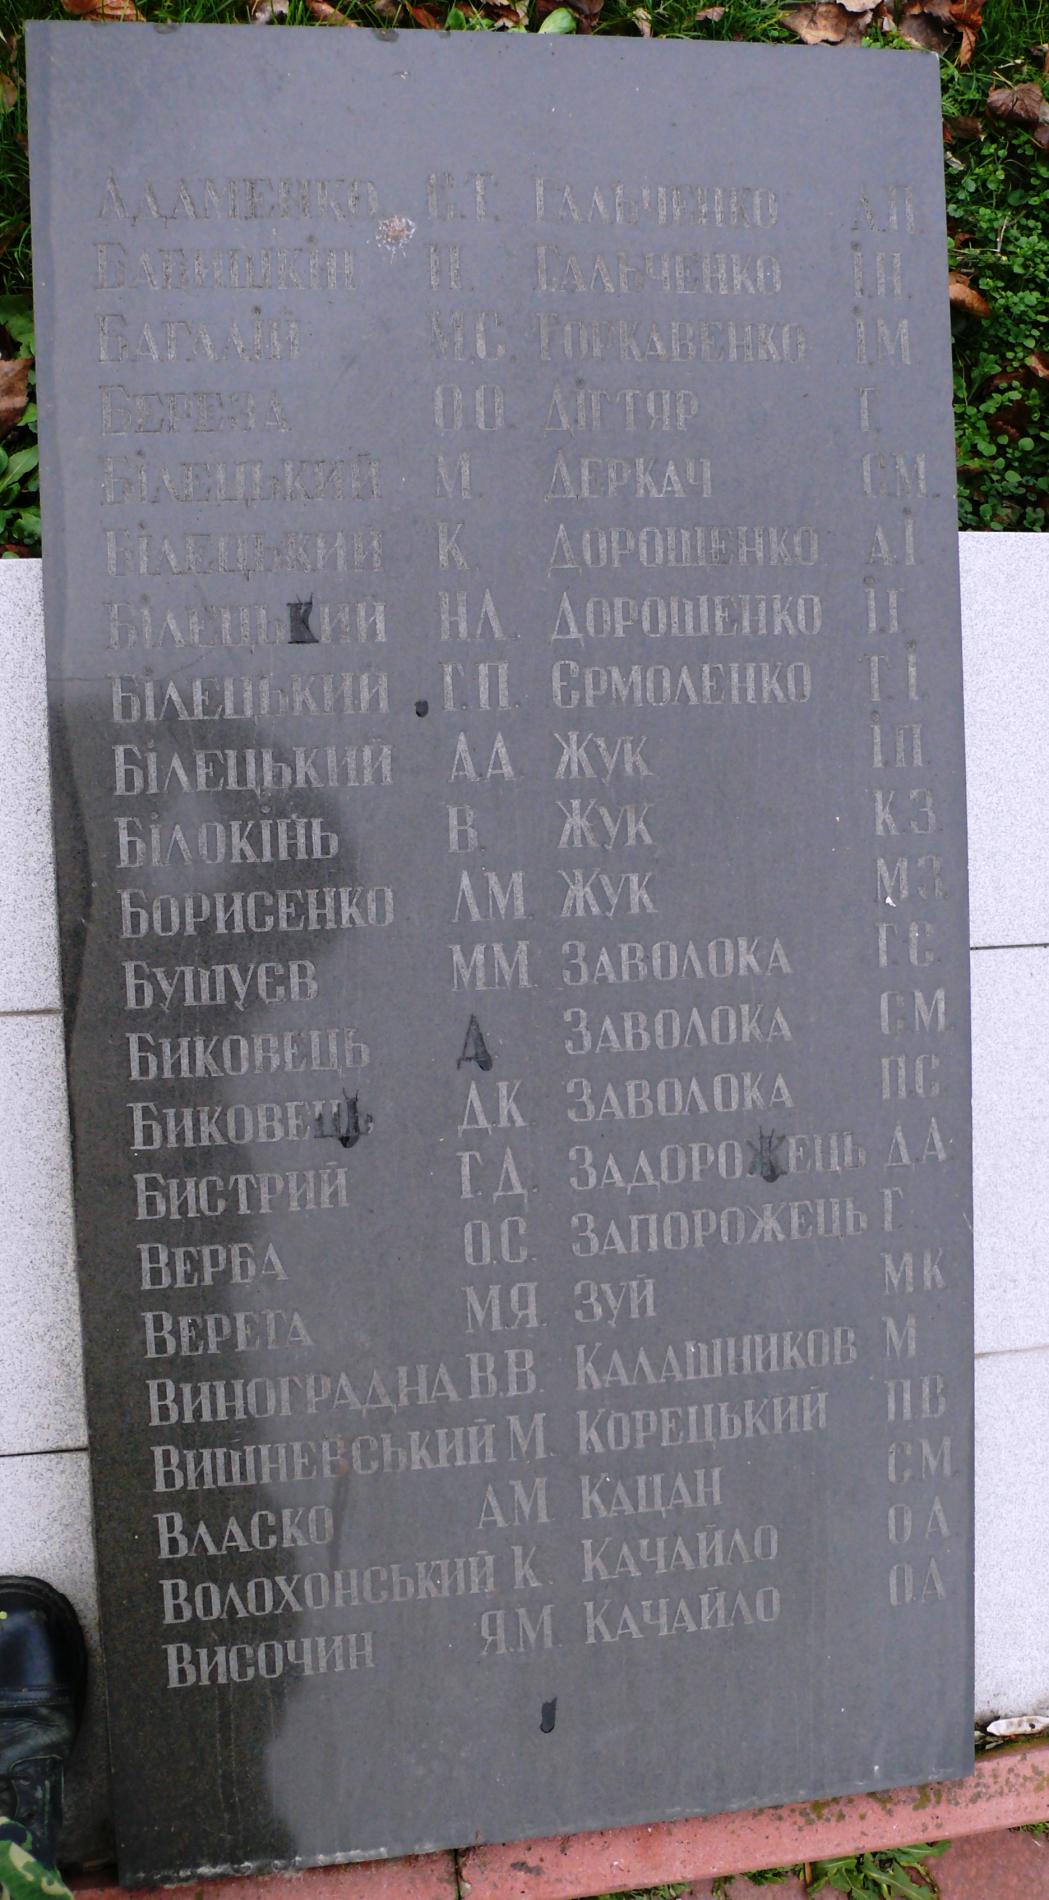 Адаменко С.Т. Гальченко А.П.
Бабишкін П. Гальченко І.П.
Багалій М.С. Горкавенко І.М
Береза О.О. Дігтяр Г.
Білецький М. Деркач С.М.
Білецький К. Дорошенко А.І
Білецький Н.Л. Дорошенко І.Г.
Білецький Г.П. Єрмоленко Т.І.
Білецький А.А Жук І.П
Білокінь В. Жук К.З.
Борисенко Л.М Жук М.З.
Бушуєв М.М. Заволока Г.С.
Биковець А Заволока С.М.
Биковець Д.К Заволока П.С
Бистрий Г.Д. Задорожець Д.А
Верба О.С. Запорожець Г
Верега М.Я. Зуй М.К
Виноградна В.В. Калашников М
Вишневський М. Корецький П.В
Власко А.М Кацан С.М
Волохонський К. Качайло О.А
Височин Я.М. Качайло О.А